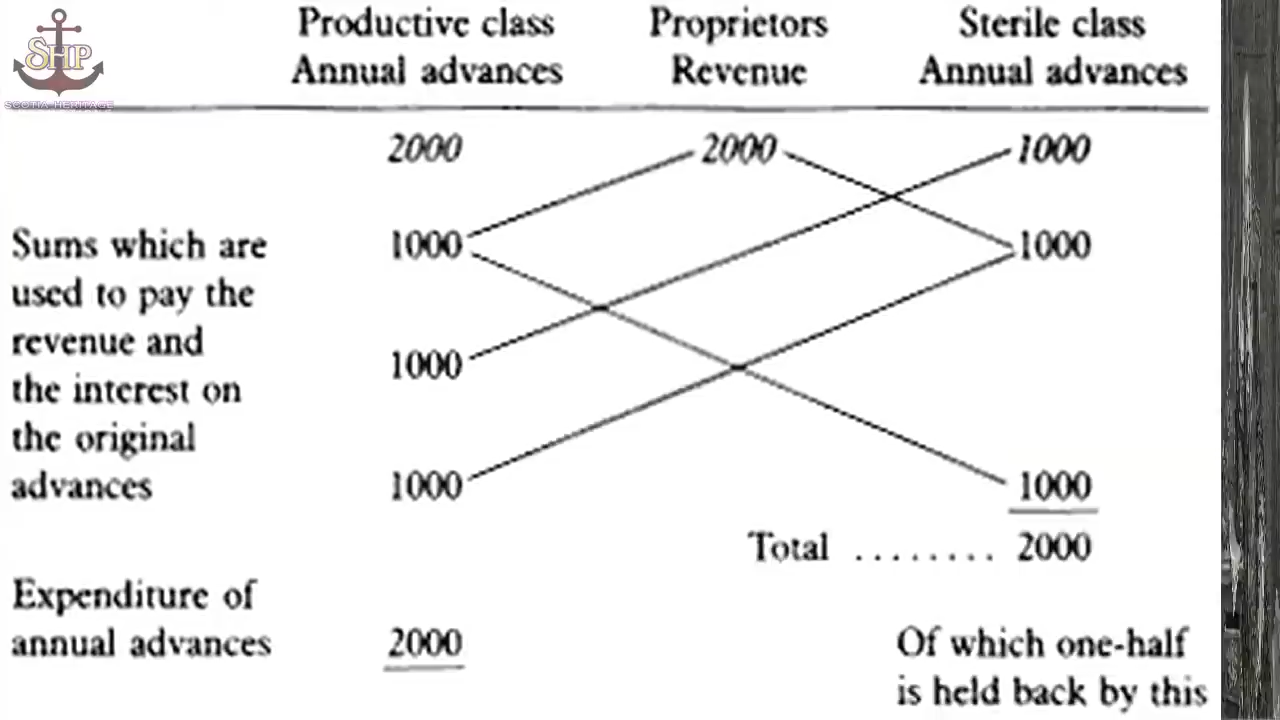 SHP
SCOTIA HERITAGE
Productive class Proprietors Sterile class
Annual advances Revenue Annual advances
2000 2000 1000
Sums which are 1000 1000
used to pay the
revenue and
1000
the interest on
the original
advances 1000 1000
Total ........ 2000
Expenditure of
annual advances 2000 Of which one-half
is held back by this